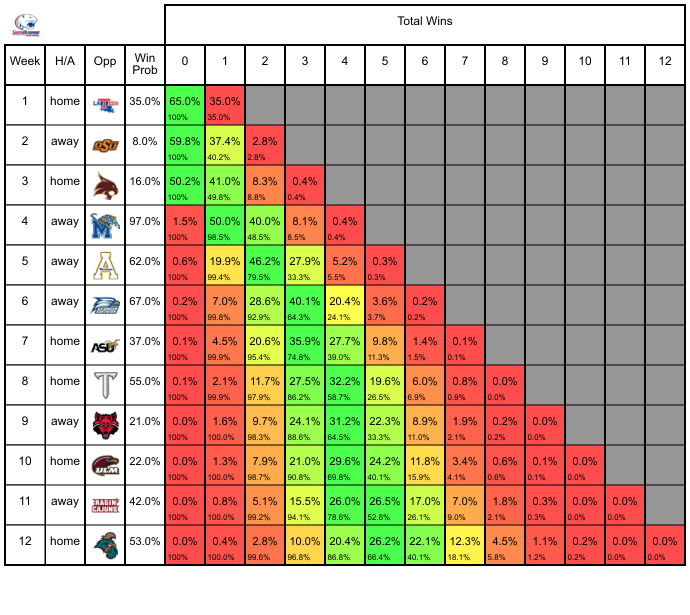 Total Wins
Week H/A Opp Win Prob 0 1 2 3 4 5 6 7 8 9 10 11 12
1 home LA TECH 35.0% 65.0% 35.0%
100% 35.0%
2 away OSU 8.0% 59.8% 37.4% 2.8%
100% 40.2% 2.8%
3 home 16.0% 50.2% 41.0% 8.3% 0.4%
100% 49.8% 8.8% 0.4%
4 away M 97.0% 1.5% 50.0% 40.0% 8.1% 0.4%
100% 98.5% 48.5% 8.5% 0.4%
5 away A 62.0% 0.6% 19.9% 46.2% 27.9% 5.2% 0.3%
100% 99.4% 79.5% 33.3% 5.5% 0.3%
6 away 67.0% 0.2% 7.0% 28.6% 40.1% 20.4% 3.6% 0.2%
100% 99.8% 92.9% 64.3% 24.1% 3.7% 0.2%
7 home ASU 37.0% 0.1% 4.5% 20.6% 35.9% 27.7% 9.8% 1.4% 0.1%
100% 99.9% 95.4% 74.8% 39.0% 11.3% 1.5% 0.1%
8 home T 55.0% 0.1% 2.1% 11.7% 27.5% 32.2% 19.6% 6.0% 0.8% 0.0%
100% 99.9% 97.9% 86.2% 58.7% 26.5% 6.9% 0.9% 0.0%
9 away 21.0% 0.0% 1.6% 9.7% 24.1% 31.2% 22.3% 8.9% 1.9% 0.2% 0.0%
100% 100.0% 98.3% 88.6% 64.5% 33.3% 11.0% 2.1% 0.2% 0.0%
10 home ULM 22.0% 0.0% 1.3% 7.9% 21.0% 29.6% 24.2% 11.8% 3.4% 0.6% 0.1% 0.0%
100% 100.0% 98.7% 90.8% 69.8% 40.1% 15.9% 4.1% 0.6% 0.1% 0.0%
11 away RAGIN CAJUNS 42.0% 0.0% 0.8% 5.1% 15.5% 26.0% 26.5% 17.0% 7.0% 1.8% 0.3% 0.0% 0.0%
100% 100.0% 99.2% 94.1% 78.6% 52.6% 26.1% 9.0% 2.1% 0.3% 0.0% 0.0%
12 home 53.0% 0.0% 0.4% 2.8% 10.0% 20.4% 26.2% 22.1% 12.3% 4.5% 1.1% 0.2% 0.0% 0.0%
100% 100.0% 99.6% 96.8% 86.8% 66.4% 40.1% 18.1% 5.8% 1.2% 0.2% 0.0% 0.0%